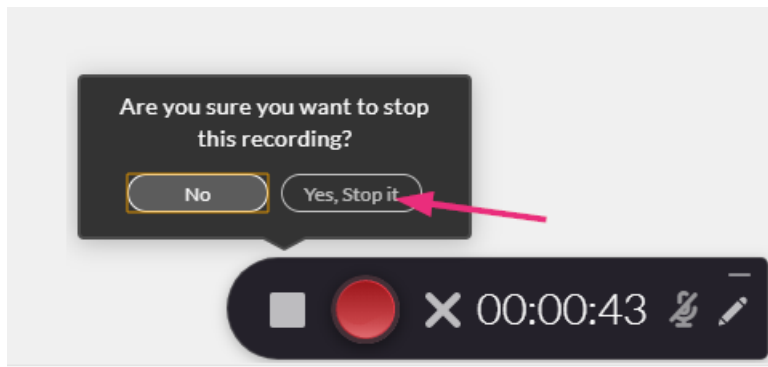 Are you sure you want to stop
this recording?
No
Yes, Stop it
00:00:43